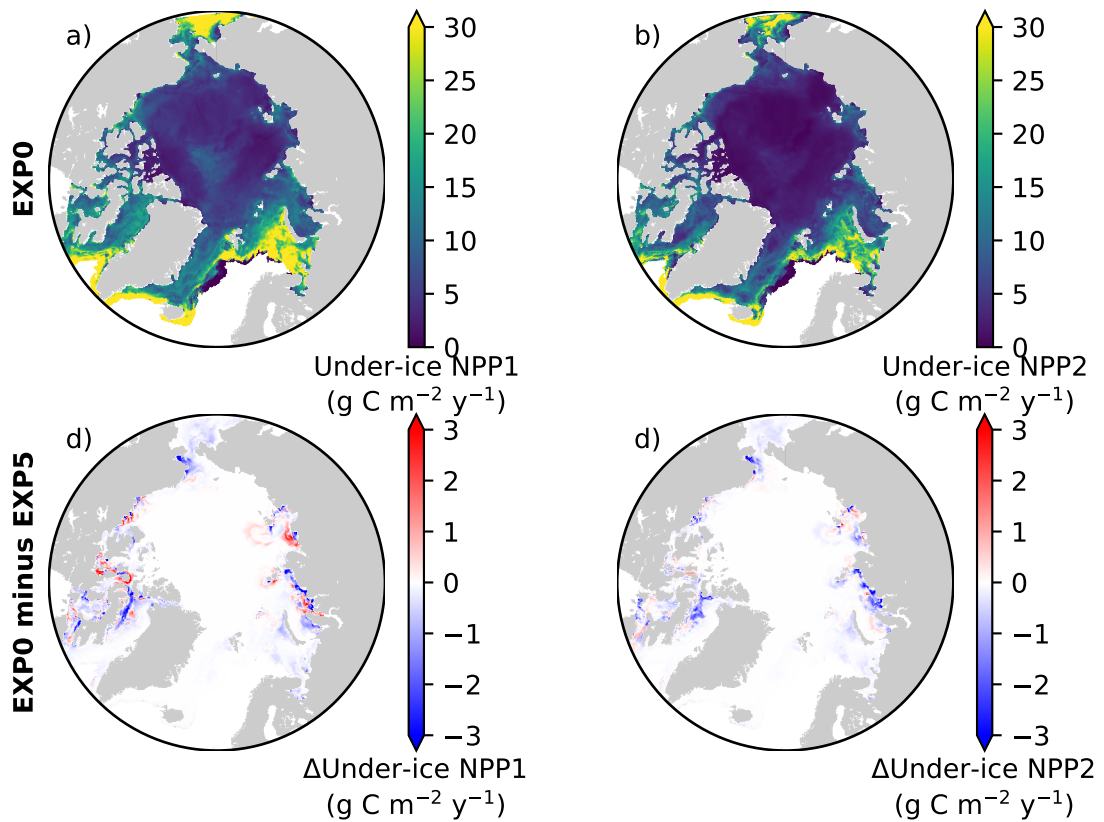 a)
30
25
20
15
10
5
0
Under-ice NPP1
(g C m⁻² y⁻¹)
b)
30
25
20
15
10
5
0
Under-ice NPP2
(g C m⁻² y⁻¹)
EXP0
d)
3
2
1
0
−1
−2
−3
ΔUnder-ice NPP1
(g C m⁻² y⁻¹)
d)
3
2
1
0
−1
−2
−3
ΔUnder-ice NPP2
(g C m⁻² y⁻¹)
EXP0 minus EXP5